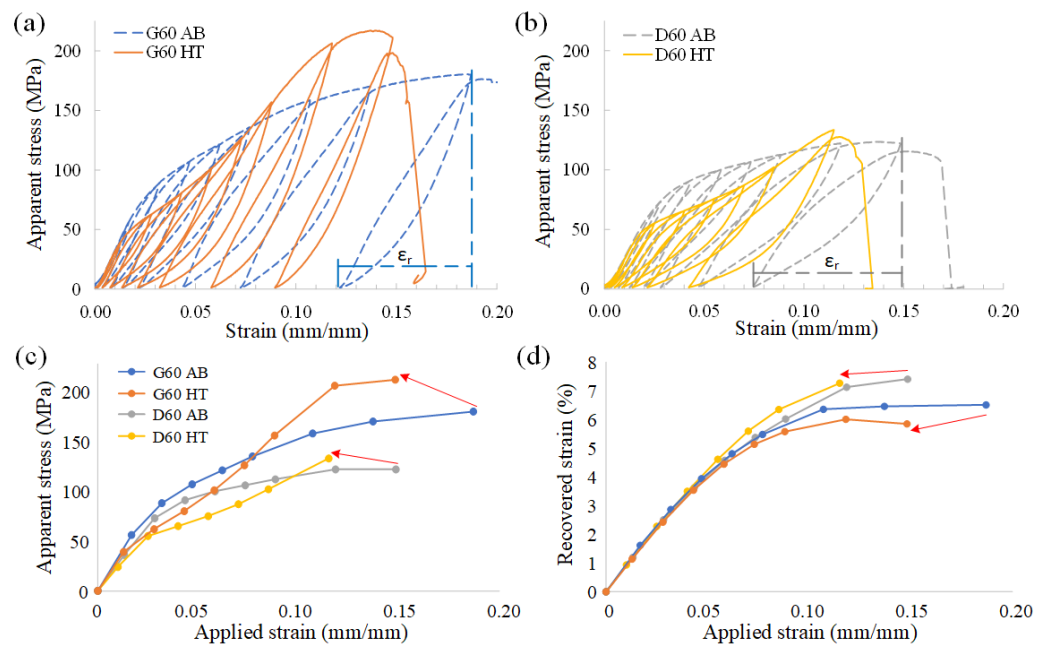 (a)
G60 AB
G60 HT
Apparent stress (MPa)
200
150
100
50
0
εr
0.00
0.05
0.10
0.15
0.20
Strain (mm/mm)
(b)
D60 AB
D60 HT
Apparent stress (MPa)
200
150
100
50
0
εr
0.00
0.05
0.10
0.15
0.20
Strain (mm/mm)
(c)
G60 AB
G60 HT
D60 AB
D60 HT
Apparent stress (MPa)
200
150
100
50
0
0
0.05
0.10
0.15
0.20
Applied strain (mm/mm)
(d)
Recovered strain (%)
8
7
6
5
4
3
2
1
0
0
0.05
0.10
0.15
0.20
Applied strain (mm/mm)